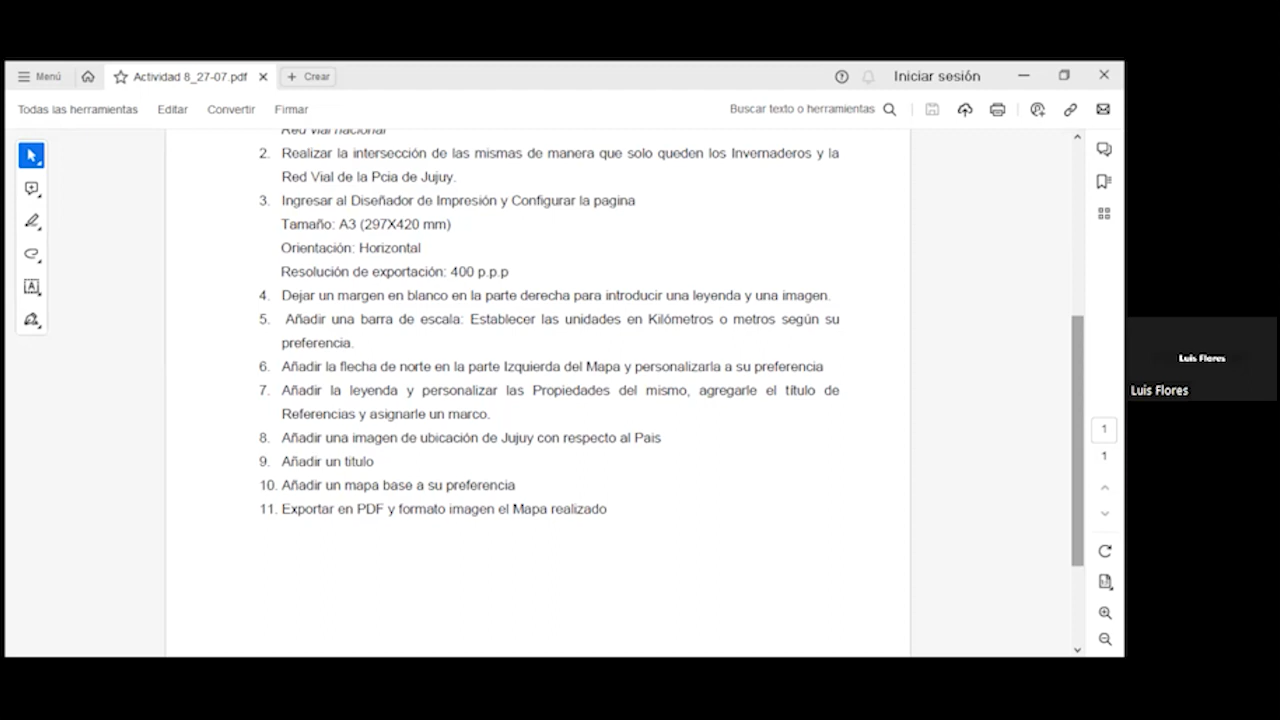 Menú
Actividad 8_27-07.pdf
Crear
Iniciar sesión
Todas las herramientas
Editar
Convertir
Firmar
Buscar texto o herramientas
Red Vial nacional
2. Realizar la intersección de las mismas de manera que solo queden los Invernaderos y la
Red Vial de la Pcia de Jujuy.
3. Ingresar al Diseñador de Impresión y Configurar la pagina
Tamaño: A3 (297X420 mm)
Orientación: Horizontal
Resolución de exportación: 400 p.p.p
4. Dejar un margen en blanco en la parte derecha para introducir una leyenda y una imagen.
5. Añadir una barra de escala: Establecer las unidades en Kilómetros o metros según su
preferencia.
6. Añadir la flecha de norte en la parte Izquierda del Mapa y personalizarla a su preferencia
7. Añadir la leyenda y personalizar las Propiedades del mismo, agregarle el título de
Referencias y asignarle un marco.
8. Añadir una imagen de ubicación de Jujuy con respecto al Pais
9. Añadir un titulo
10. Añadir un mapa base a su preferencia
11. Exportar en PDF y formato imagen el Mapa realizado
1
1
Luis Flores
Luis Flores